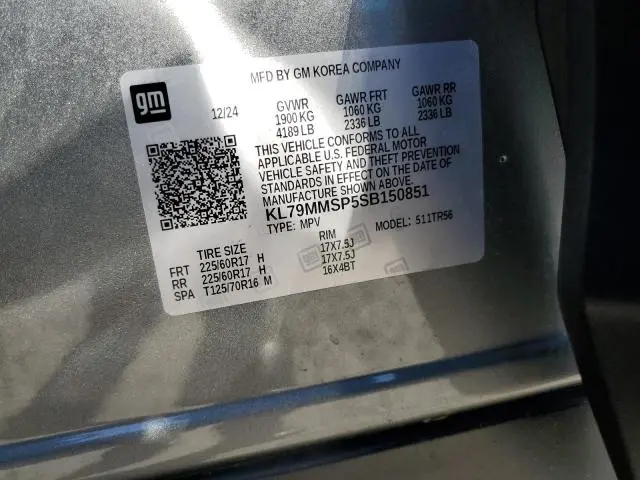 MFD BY GM KOREA COMPANY
gm
12/24
GVWR GAWR FRT GAWR RR
1900 KG 1060 KG 1060 KG
4189 LB 2336 LB 2336 LB
THIS VEHICLE CONFORMS TO ALL
APPLICABLE U.S. FEDERAL MOTOR
VEHICLE SAFETY AND THEFT PREVENTION
STANDARDS IN EFFECT ON THE DATE OF
MANUFACTURE SHOWN ABOVE.
KL79MMSP5SB150851
TYPE: MPV MODEL: 511TR56
TIRE SIZE RIM
FRT 225/60R17 H 17X7.5J
RR 225/60R17 H 17X7.5J
SPA T125/70R16 M 16X4BT